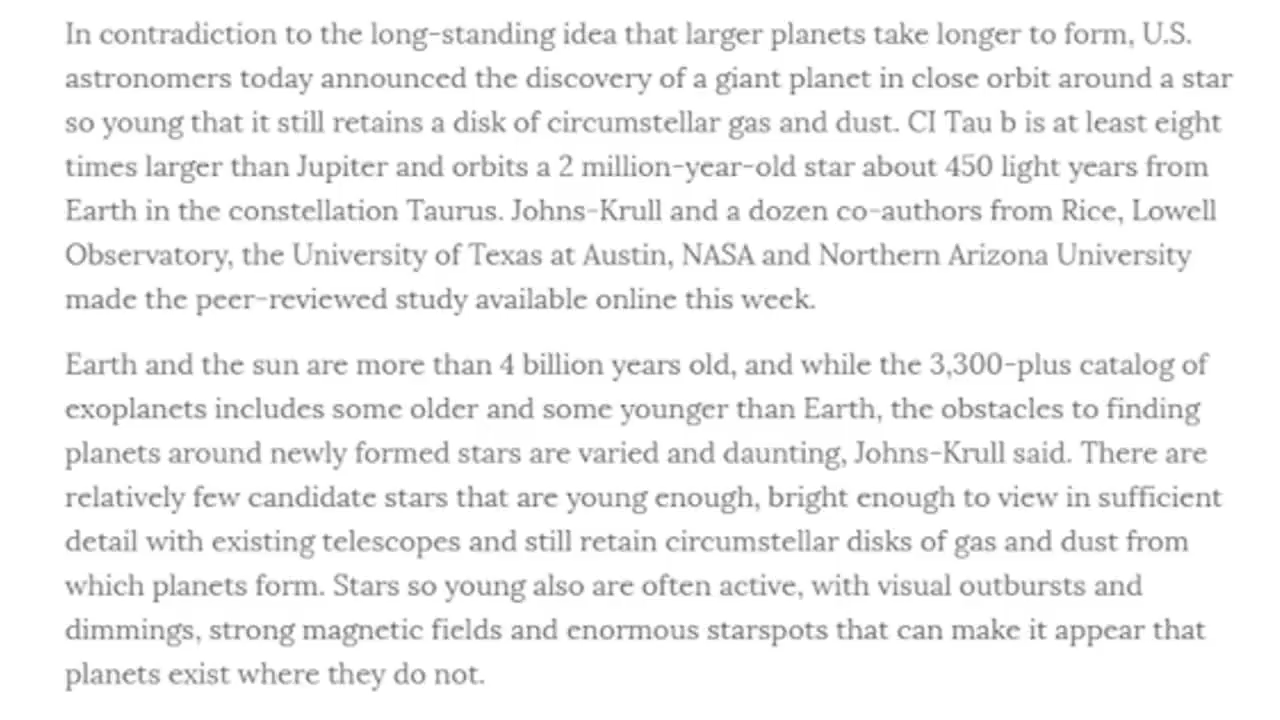 In contradiction to the long-standing idea that larger planets take longer to form, U.S.
astronomers today announced the discovery of a giant planet in close orbit around a star
so young that it still retains a disk of circumstellar gas and dust. CI Tau b is at least eight
times larger than Jupiter and orbits a 2 million-year-old star about 450 light years from
Earth in the constellation Taurus. Johns-Krull and a dozen co-authors from Rice, Lowell
Observatory, the University of Texas at Austin, NASA and Northern Arizona University
made the peer-reviewed study available online this week.
Earth and the sun are more than 4 billion years old, and while the 3,300-plus catalog of
exoplanets includes some older and some younger than Earth, the obstacles to finding
planets around newly formed stars are varied and daunting, Johns-Krull said. There are
relatively few candidate stars that are young enough, bright enough to view in sufficient
detail with existing telescopes and still retain circumstellar disks of gas and dust from
which planets form. Stars so young also are often active, with visual outbursts and
dimmings, strong magnetic fields and enormous starspots that can make it appear that
planets exist where they do not.